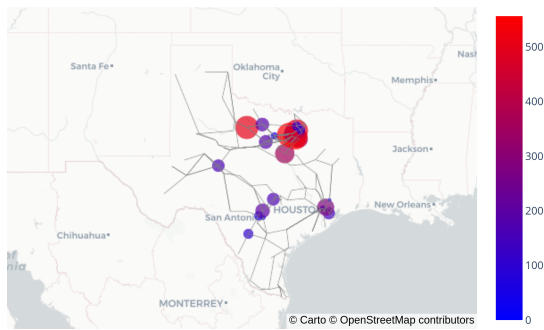 Nash
Santa Fe
Oklahoma
City
Memphis
Jackson
New Orleans
HOUSTO
San Antonio
Chihuahua
MONTERREY
© Carto © OpenStreetMap contributors
500
400
300
200
100
0